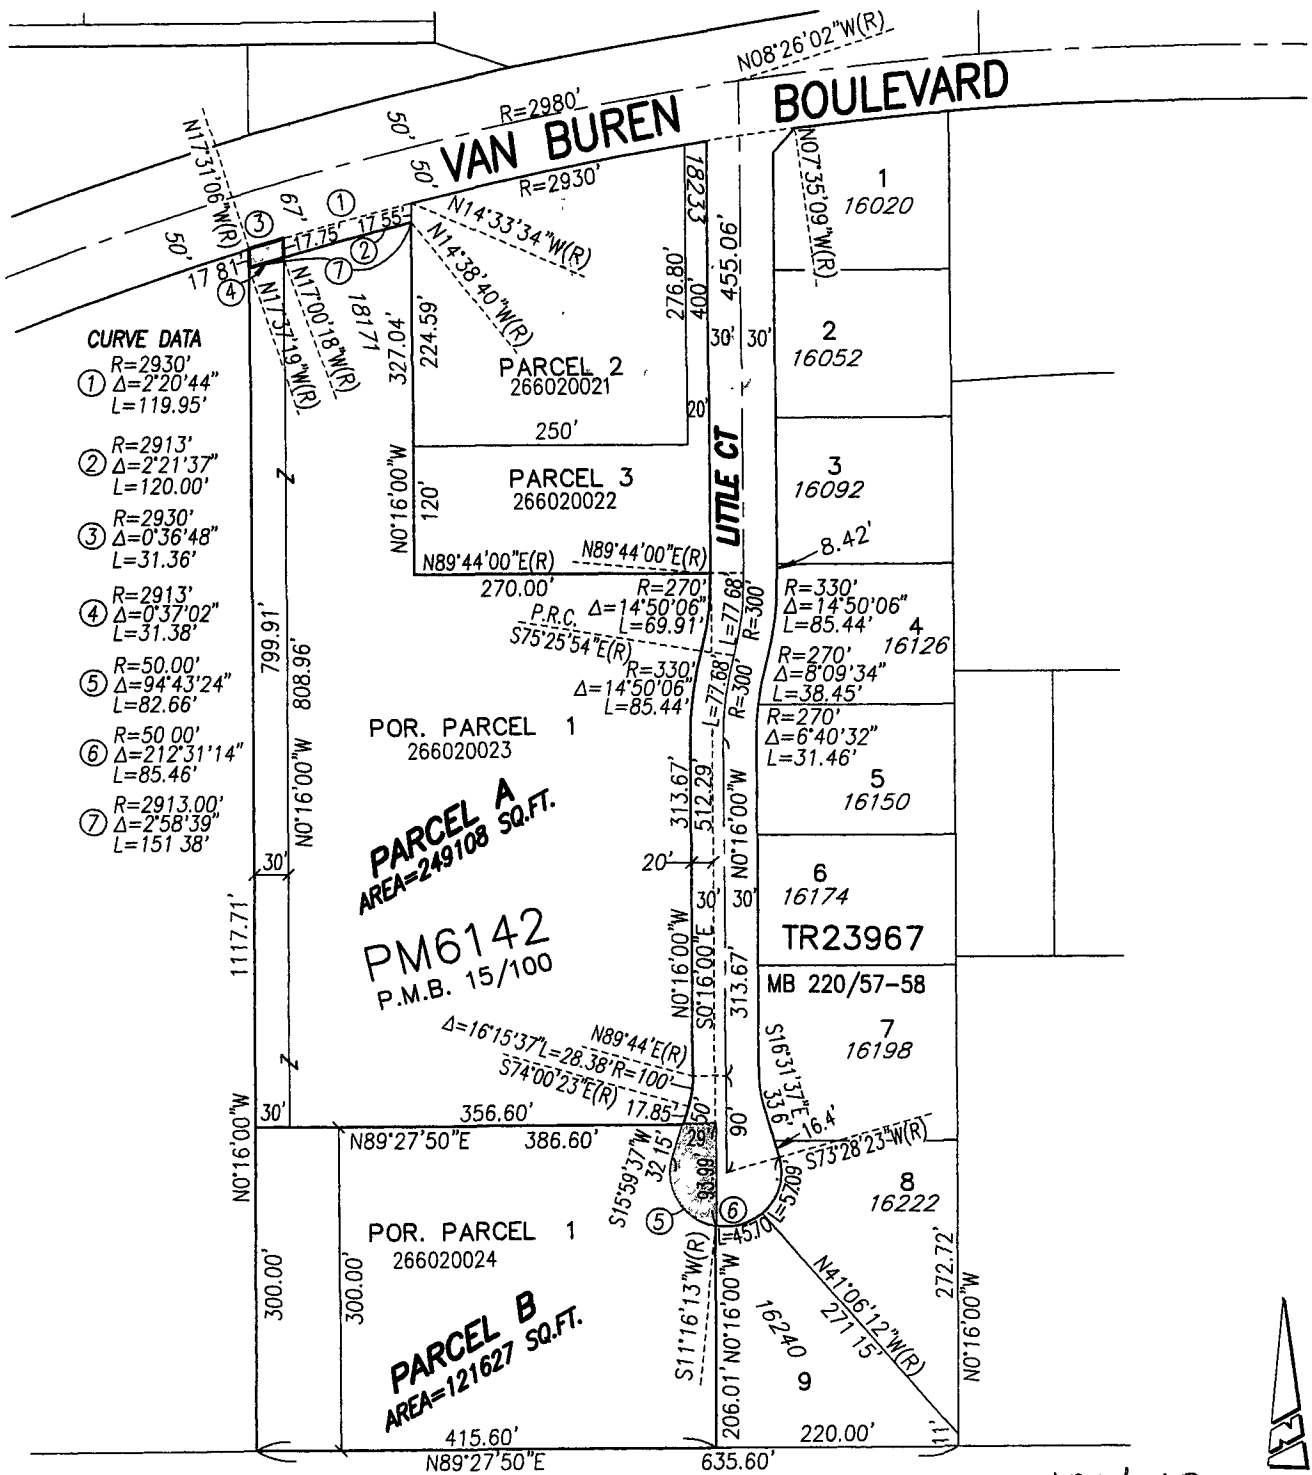 N08°26'02"W(R)
VAN BUREN BOULEVARD
R=2980'
50'
50'
R=2930'
N17°31'06"W(R)
67'
①
③
50'
17.75'
17.55'
②
⑦
17 81'
④
N14°33'34"W(R)
N14°38'40"W(R)
N17°00'18"W(R)
N17°37'19"W(R)
18171
327.04'
224.59'
18233
276.80'
400'
455.06'
30'
30'
20'
N07°35'09"W(R)
1
16020
2
16052
3
16092
8.42'
PARCEL 2
266020021
250'
PARCEL 3
266020022
N0°16'00"W
120'
N89°44'00"E(R)
N89°44'00"E(R)
270.00'
LITTLE CT
CURVE DATA
① R=2930'
Δ=2°20'44"
L=119.95'
② R=2913'
Δ=2°21'37"
L=120.00'
③ R=2930'
Δ=0°36'48"
L=31.36'
④ R=2913'
Δ=0°37'02"
L=31.38'
⑤ R=50.00'
Δ=94°43'24"
L=82.66'
⑥ R=50 00'
Δ=212°31'14"
L=85.46'
⑦ R=2913.00'
Δ=2°58'39"
L=151 38'
R=270'
Δ=14°50'06"
L=69.91'
P.R.C.
S75°25'54"E(R)
R=330'
Δ=14°50'06"
L=85.44'
L=77.68'
R=300'
L=77.68'
R=300'
R=330'
Δ=14°50'06"
L=85.44'
4
16126
R=270'
Δ=8°09'34"
L=38.45'
R=270'
Δ=6°40'32"
L=31.46'
5
16150
6
16174
TR23967
MB 220/57-58
7
16198
799.91'
808.96'
N0°16'00"W
POR. PARCEL 1
266020023
PARCEL A
AREA=249108 SQ.FT.
PM6142
P.M.B. 15/100
313.67'
512.29'
N0°16'00"W
20'
30'
30'
N0°16'00"W
S0°16'00"E
313.67'
30'
1117.71'
N0°16'00"W
Δ=16°15'37"L=28.38'R=100'
N89°44'E(R)
S74°00'23"E(R)
17.85'
50'
90'
S16°31'37"E
33 6'
16.4'
S73°28'23"W(R)
30'
356.60'
N89°27'50"E
386.60'
29'
93.99'
S15°59'37"W
32 15'
⑤
⑥
L=45.70'
L=57.09'
8
16222
POR. PARCEL 1
266020024
300.00'
300.00'
PARCEL B
AREA=121627 SQ.FT.
S11°16'13"W(R)
206.01' N0°16'00"W
16240
9
N41°06'12"W(R)
271 15'
272.72'
N0°16'00"W
11'
415.60'
220.00'
N89°27'50"E
635.60'